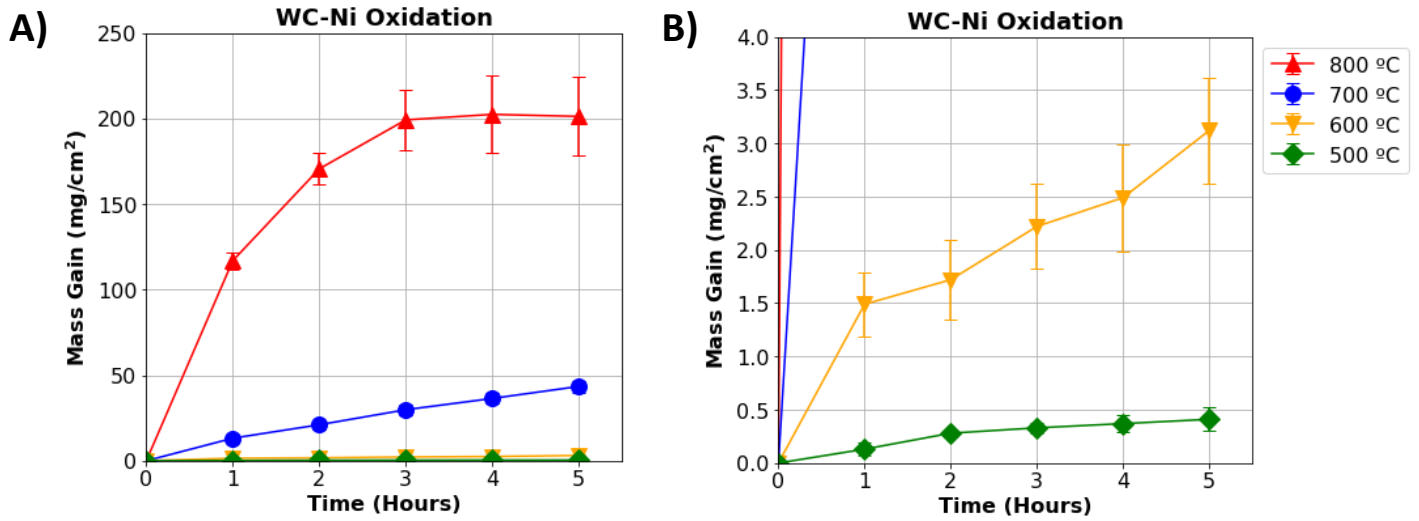 A)
WC-Ni Oxidation
250
200
150
100
50
0
Mass Gain (mg/cm²)
0 1 2 3 4 5
Time (Hours)
B)
WC-Ni Oxidation
4.0
3.5
3.0
2.5
2.0
1.5
1.0
0.5
0.0
Mass Gain (mg/cm²)
0 1 2 3 4 5
Time (Hours)
800 ºC
700 ºC
600 ºC
500 ºC